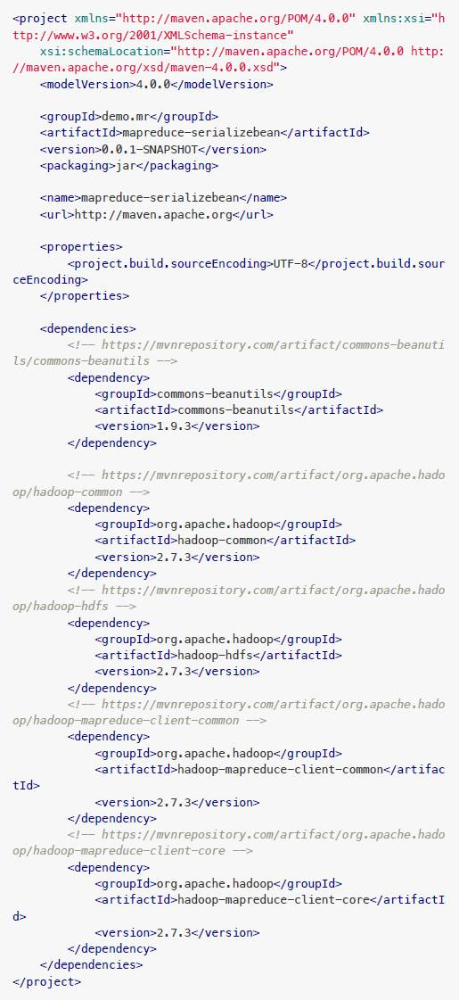 <project xmlns="http://maven.apache.org/POM/4.0.0" xmlns:xsi="h
ttp://www.w3.org/2001/XMLSchema-instance"
    xsi:schemaLocation="http://maven.apache.org/POM/4.0.0 http:
//maven.apache.org/xsd/maven-4.0.0.xsd">
    <modelVersion>4.0.0</modelVersion>

    <groupId>demo.mr</groupId>
    <artifactId>mapreduce-serializebean</artifactId>
    <version>0.0.1-SNAPSHOT</version>
    <packaging>jar</packaging>

    <name>mapreduce-serializebean</name>
    <url>http://maven.apache.org</url>

    <properties>
        <project.build.sourceEncoding>UTF-8</project.build.sour
ceEncoding>
    </properties>

    <dependencies>
        <!-- https://mvnrepository.com/artifact/commons-beanuti
ls/commons-beanutils -->
        <dependency>
            <groupId>commons-beanutils</groupId>
            <artifactId>commons-beanutils</artifactId>
            <version>1.9.3</version>
        </dependency>

        <!-- https://mvnrepository.com/artifact/org.apache.hado
op/hadoop-common -->
        <dependency>
            <groupId>org.apache.hadoop</groupId>
            <artifactId>hadoop-common</artifactId>
            <version>2.7.3</version>
        </dependency>
        <!-- https://mvnrepository.com/artifact/org.apache.hado
op/hadoop-hdfs -->
        <dependency>
            <groupId>org.apache.hadoop</groupId>
            <artifactId>hadoop-hdfs</artifactId>
            <version>2.7.3</version>
        </dependency>
        <!-- https://mvnrepository.com/artifact/org.apache.hado
op/hadoop-mapreduce-client-common -->
        <dependency>
            <groupId>org.apache.hadoop</groupId>
            <artifactId>hadoop-mapreduce-client-common</artifac
tId>
            <version>2.7.3</version>
        </dependency>
        <!-- https://mvnrepository.com/artifact/org.apache.hado
op/hadoop-mapreduce-client-core -->
        <dependency>
            <groupId>org.apache.hadoop</groupId>
            <artifactId>hadoop-mapreduce-client-core</artifactI
d>
            <version>2.7.3</version>
        </dependency>
    </dependencies>
</project>